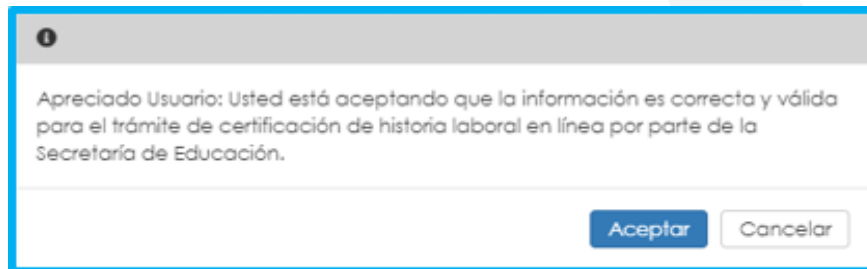 Apreciado Usuario: Usted está aceptando que la información es correcta y válida
para el trámite de certificación de historia laboral en línea por parte de la
Secretaría de Educación.
Aceptar Cancelar